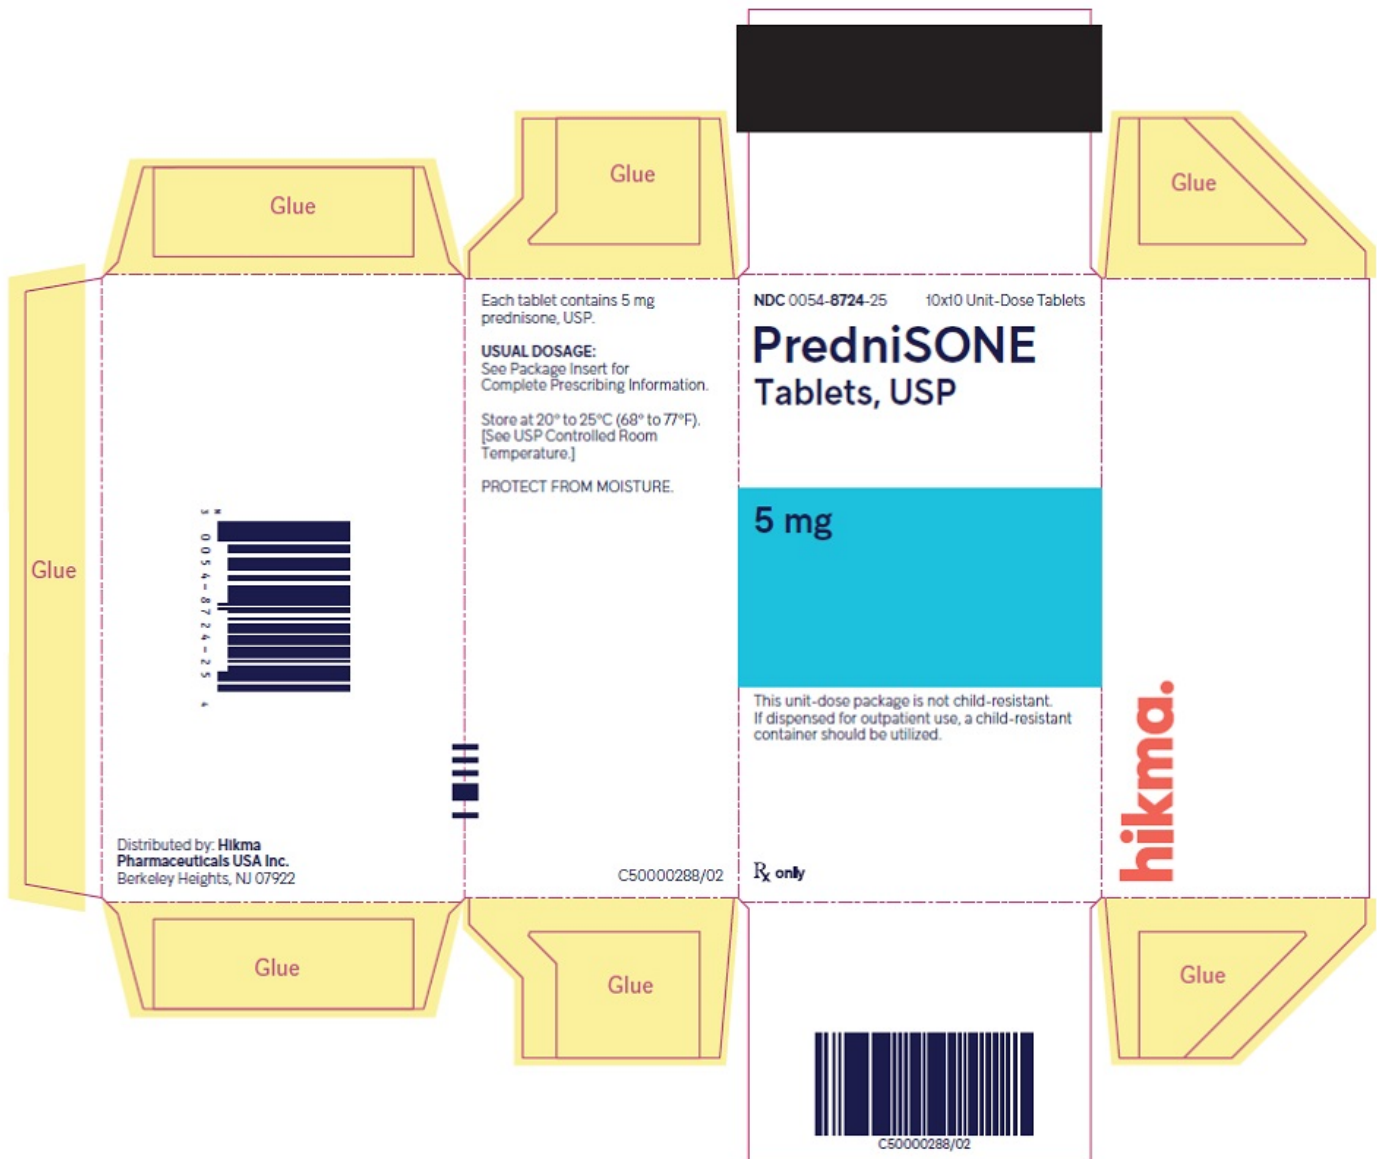 Glue
Glue
Glue
Glue
N
3 0054-8724-25 4
Distributed by: Hikma
Pharmaceuticals USA Inc.
Berkeley Heights, NJ 07922
Glue
Each tablet contains 5 mg
prednisone, USP.
USUAL DOSAGE:
See Package Insert for
Complete Prescribing Information.
Store at 20° to 25°C (68° to 77°F).
[See USP Controlled Room
Temperature.]
PROTECT FROM MOISTURE.
C50000288/02
NDC 0054-8724-25 10x10 Unit-Dose Tablets
PredniSONE
Tablets, USP
5 mg
This unit-dose package is not child-resistant.
If dispensed for outpatient use, a child-resistant
container should be utilized.
Rx only
hikma.
Glue
Glue
Glue
C50000288/02